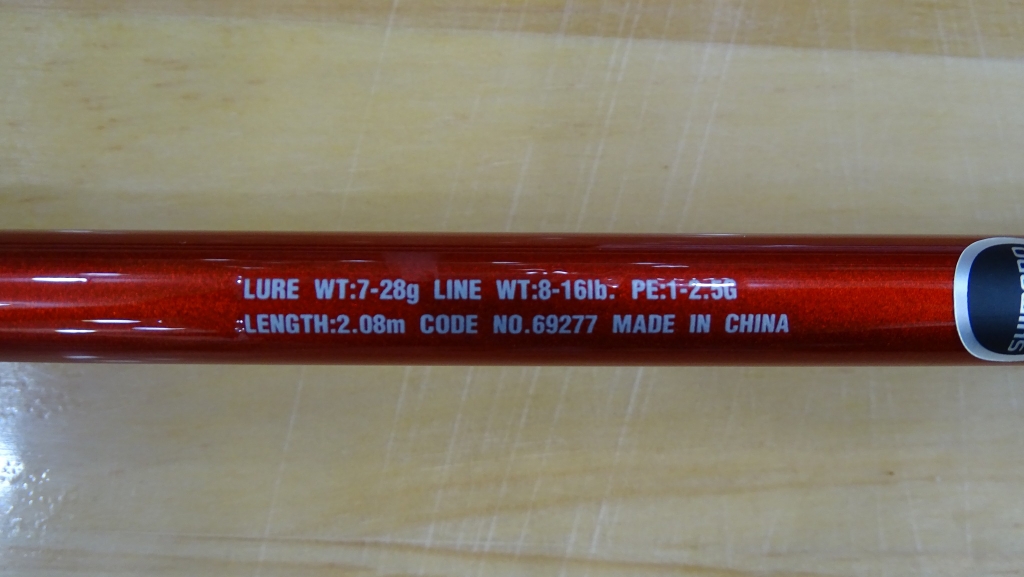 LURE WT:7-28g LINE WT:8-16lb. PE:1-2.5G
LENGTH:2.08m CODE NO.69277 MADE IN CHINA